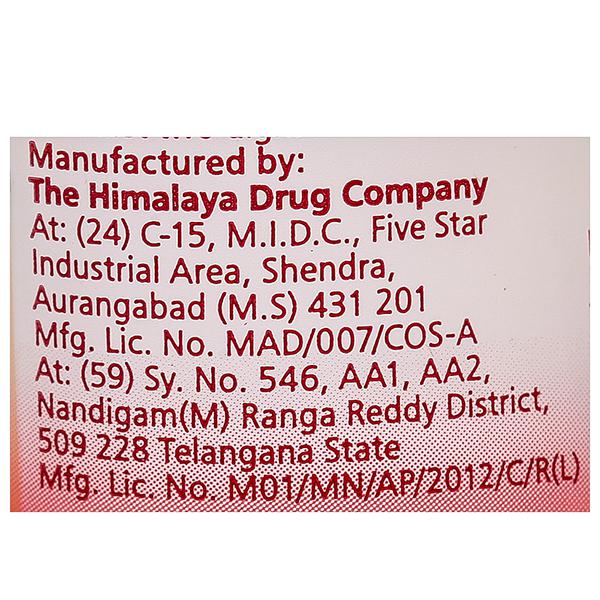 Manufactured by:
The Himalaya Drug Company
At: (24) C-15, M.I.D.C., Five Star
Industrial Area, Shendra,
Aurangabad (M.S) 431 201
Mfg. Lic. No. MAD/007/COS-A
At: (59) Sy. No. 546, AA1, AA2,
Nandigam(M) Ranga Reddy District,
509 228 Telangana State
Mfg. Lic. No. M01/MN/AP/2012/C/R(L)